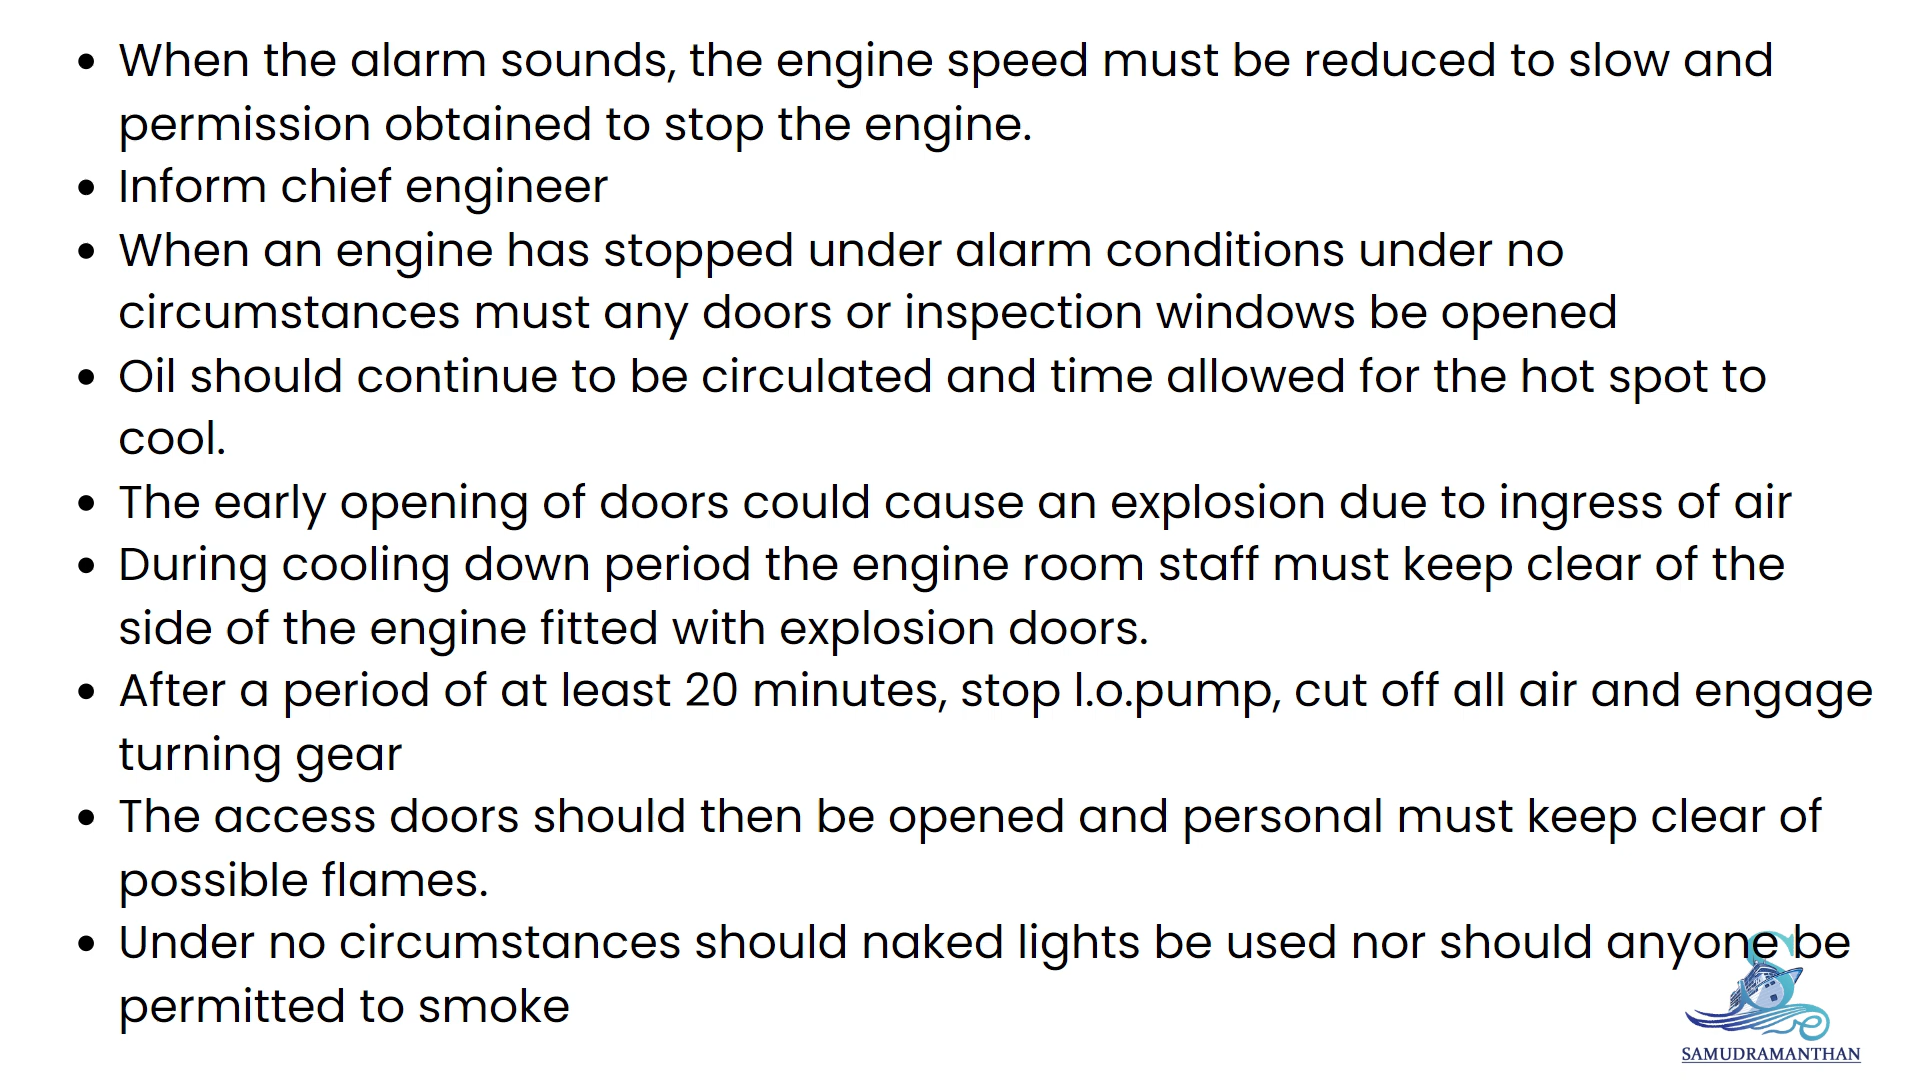 • When the alarm sounds, the engine speed must be reduced to slow and
permission obtained to stop the engine.
• Inform chief engineer
• When an engine has stopped under alarm conditions under no
circumstances must any doors or inspection windows be opened
• Oil should continue to be circulated and time allowed for the hot spot to
cool.
• The early opening of doors could cause an explosion due to ingress of air
• During cooling down period the engine room staff must keep clear of the
side of the engine fitted with explosion doors.
• After a period of at least 20 minutes, stop l.o.pump, cut off all air and engage
turning gear
• The access doors should then be opened and personal must keep clear of
possible flames.
• Under no circumstances should naked lights be used nor should anyone be
permitted to smoke
SAMUDRAMANTHAN